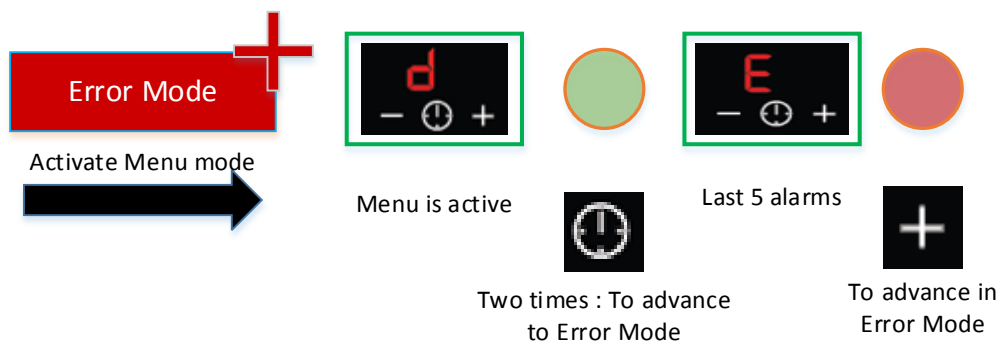 Error Mode
Activate Menu mode
d
− +
Menu is active
Two times : To advance
to Error Mode
E
− +
Last 5 alarms
+
To advance in
Error Mode